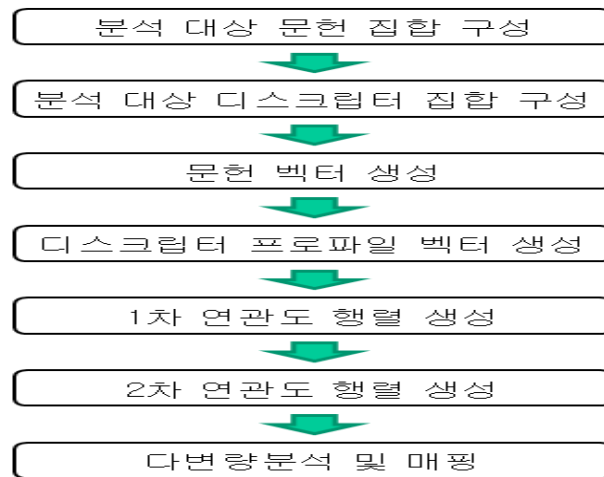 분석 대상 문헌 집합 구성
분석 대상 디스크립터 집합 구성
문헌 벡터 생성
디스크립터 프로파일 벡터 생성
1차 연관도 행렬 생성
2차 연관도 행렬 생성
다변량분석 및 매핑